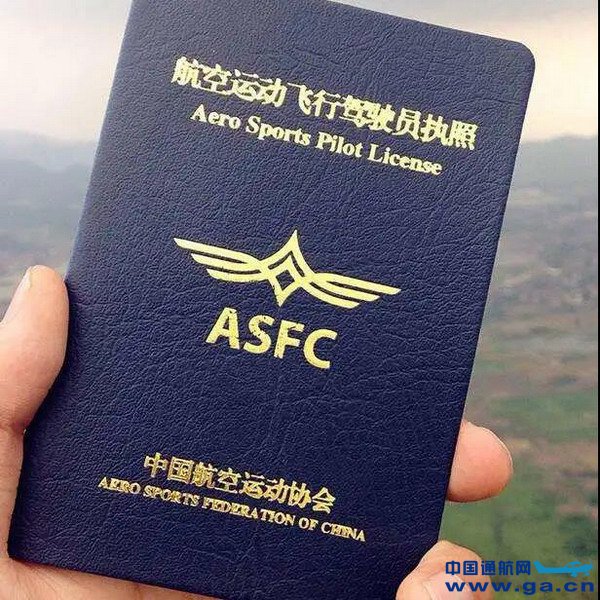 航空运动飞行驾驶员执照
Aero Sports Pilot License
ASFC
中国航空运动协会
AERO SPORTS FEDERATION OF CHINA
中国通航网
www.ga.cn